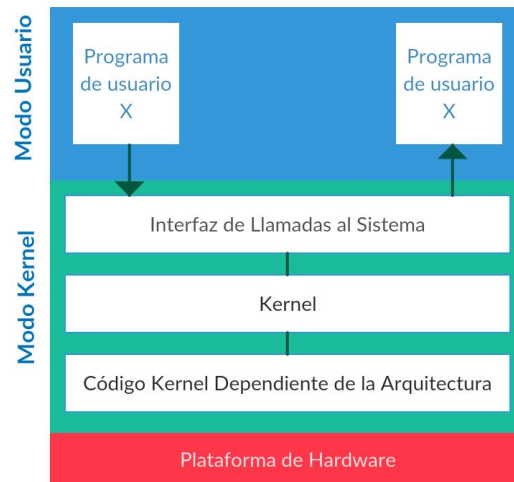 Modo Usuario
Programa
de usuario
X
Programa
de usuario
X
Modo Kernel
Interfaz de Llamadas al Sistema
Kernel
Código Kernel Dependiente de la Arquitectura
Plataforma de Hardware